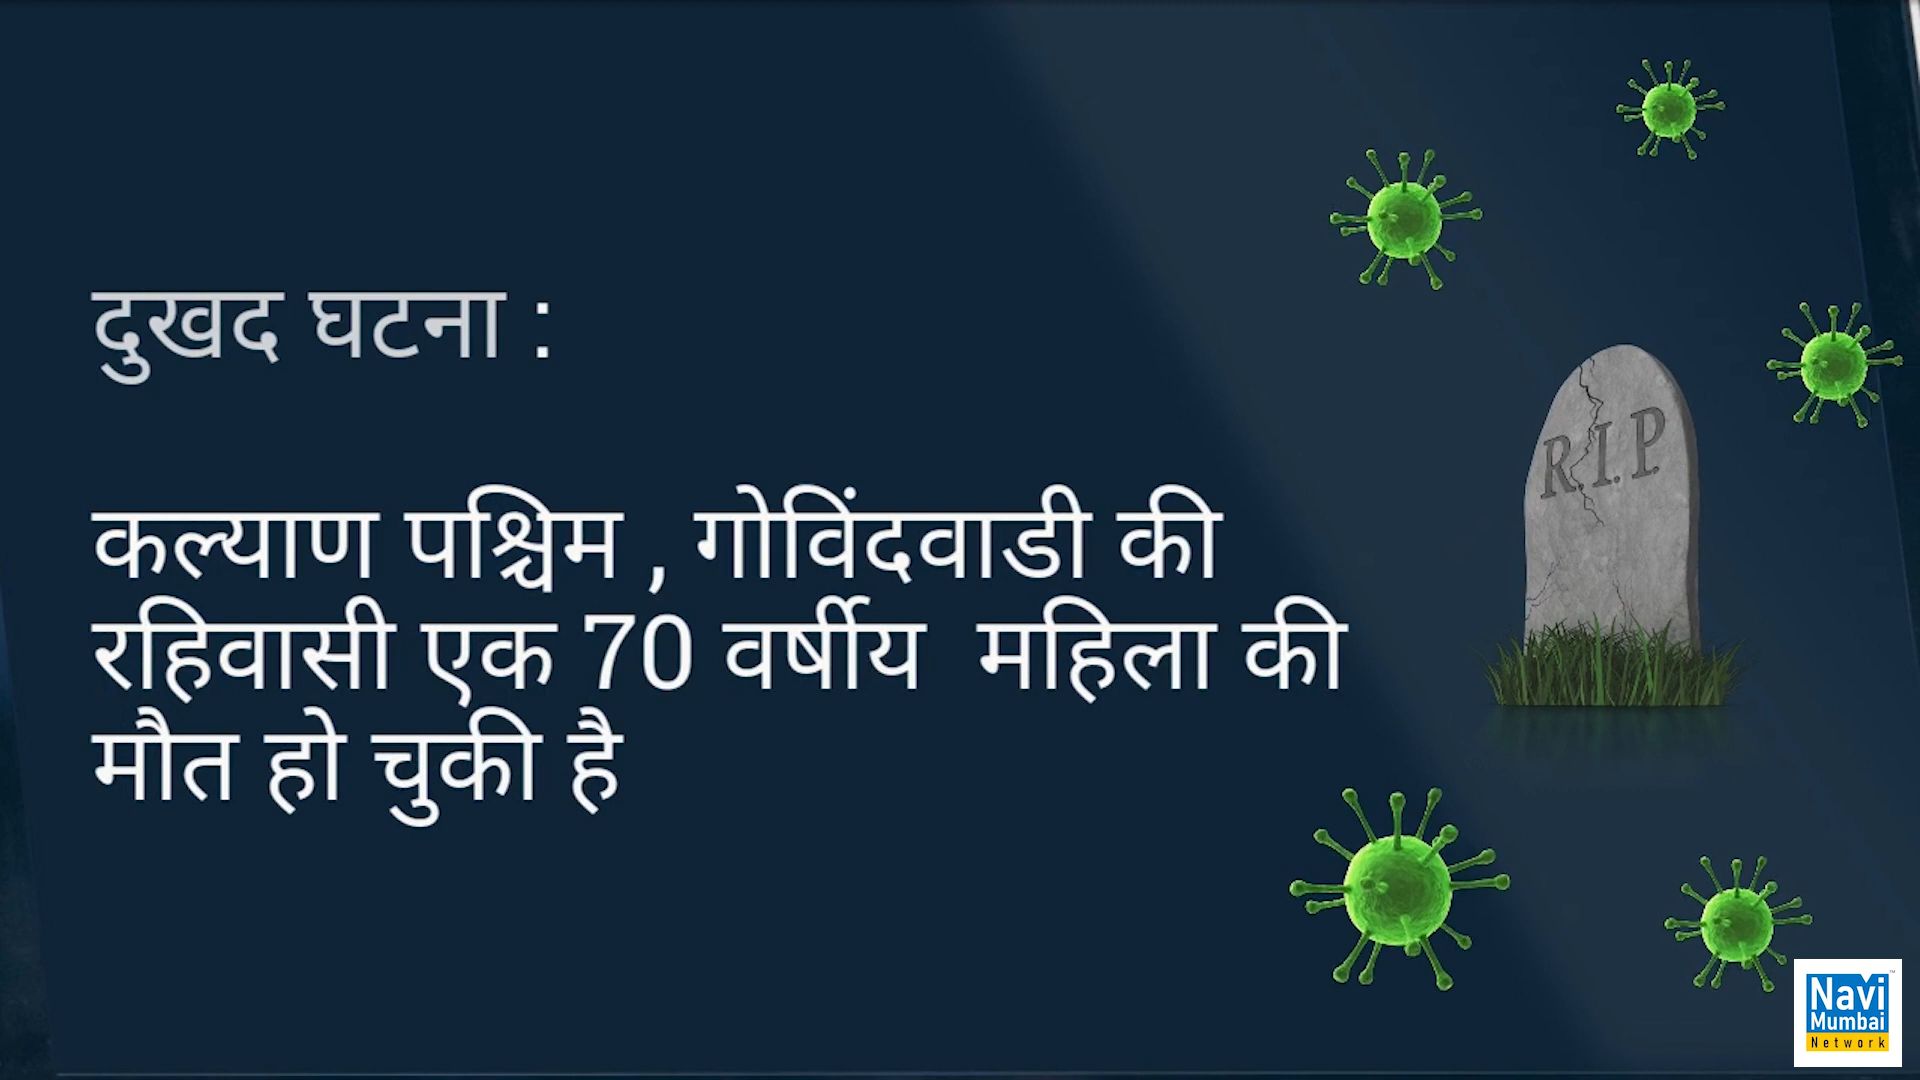 दुखद घटना :
कल्याण पश्चिम , गोविंदवाडी की
रहिवासी एक 70 वर्षीय महिला की
मौत हो चुकी है
R.I.P.
Navi
Mumbai
Network